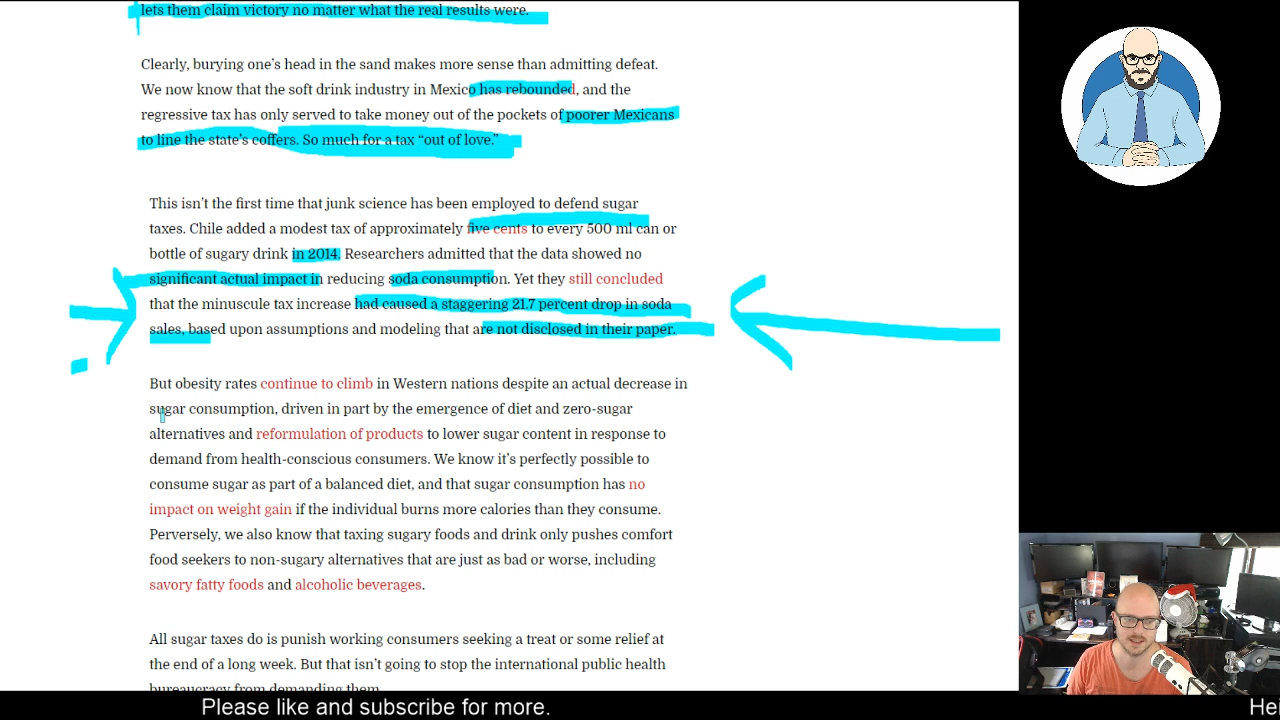 lets them claim victory no matter what the real results were.
Clearly, burying one’s head in the sand makes more sense than admitting defeat.
We now know that the soft drink industry in Mexico has rebounded, and the
regressive tax has only served to take money out of the pockets of poorer Mexicans
to line the state’s coffers. So much for a tax “out of love.”
This isn’t the first time that junk science has been employed to defend sugar
taxes. Chile added a modest tax of approximately five cents to every 500 ml can or
bottle of sugary drink in 2014. Researchers admitted that the data showed no
significant actual impact in reducing soda consumption. Yet they still concluded
that the minuscule tax increase had caused a staggering 21.7 percent drop in soda
sales, based upon assumptions and modeling that are not disclosed in their paper.
But obesity rates continue to climb in Western nations despite an actual decrease in
sugar consumption, driven in part by the emergence of diet and zero-sugar
alternatives and reformulation of products to lower sugar content in response to
demand from health-conscious consumers. We know it’s perfectly possible to
consume sugar as part of a balanced diet, and that sugar consumption has no
impact on weight gain if the individual burns more calories than they consume.
Perversely, we also know that taxing sugary foods and drink only pushes comfort
food seekers to non-sugary alternatives that are just as bad or worse, including
savory fatty foods and alcoholic beverages.
All sugar taxes do is punish working consumers seeking a treat or some relief at
the end of a long week. But that isn’t going to stop the international public health
bureaucracy from demanding them.
Please like and subscribe for more.
Hei